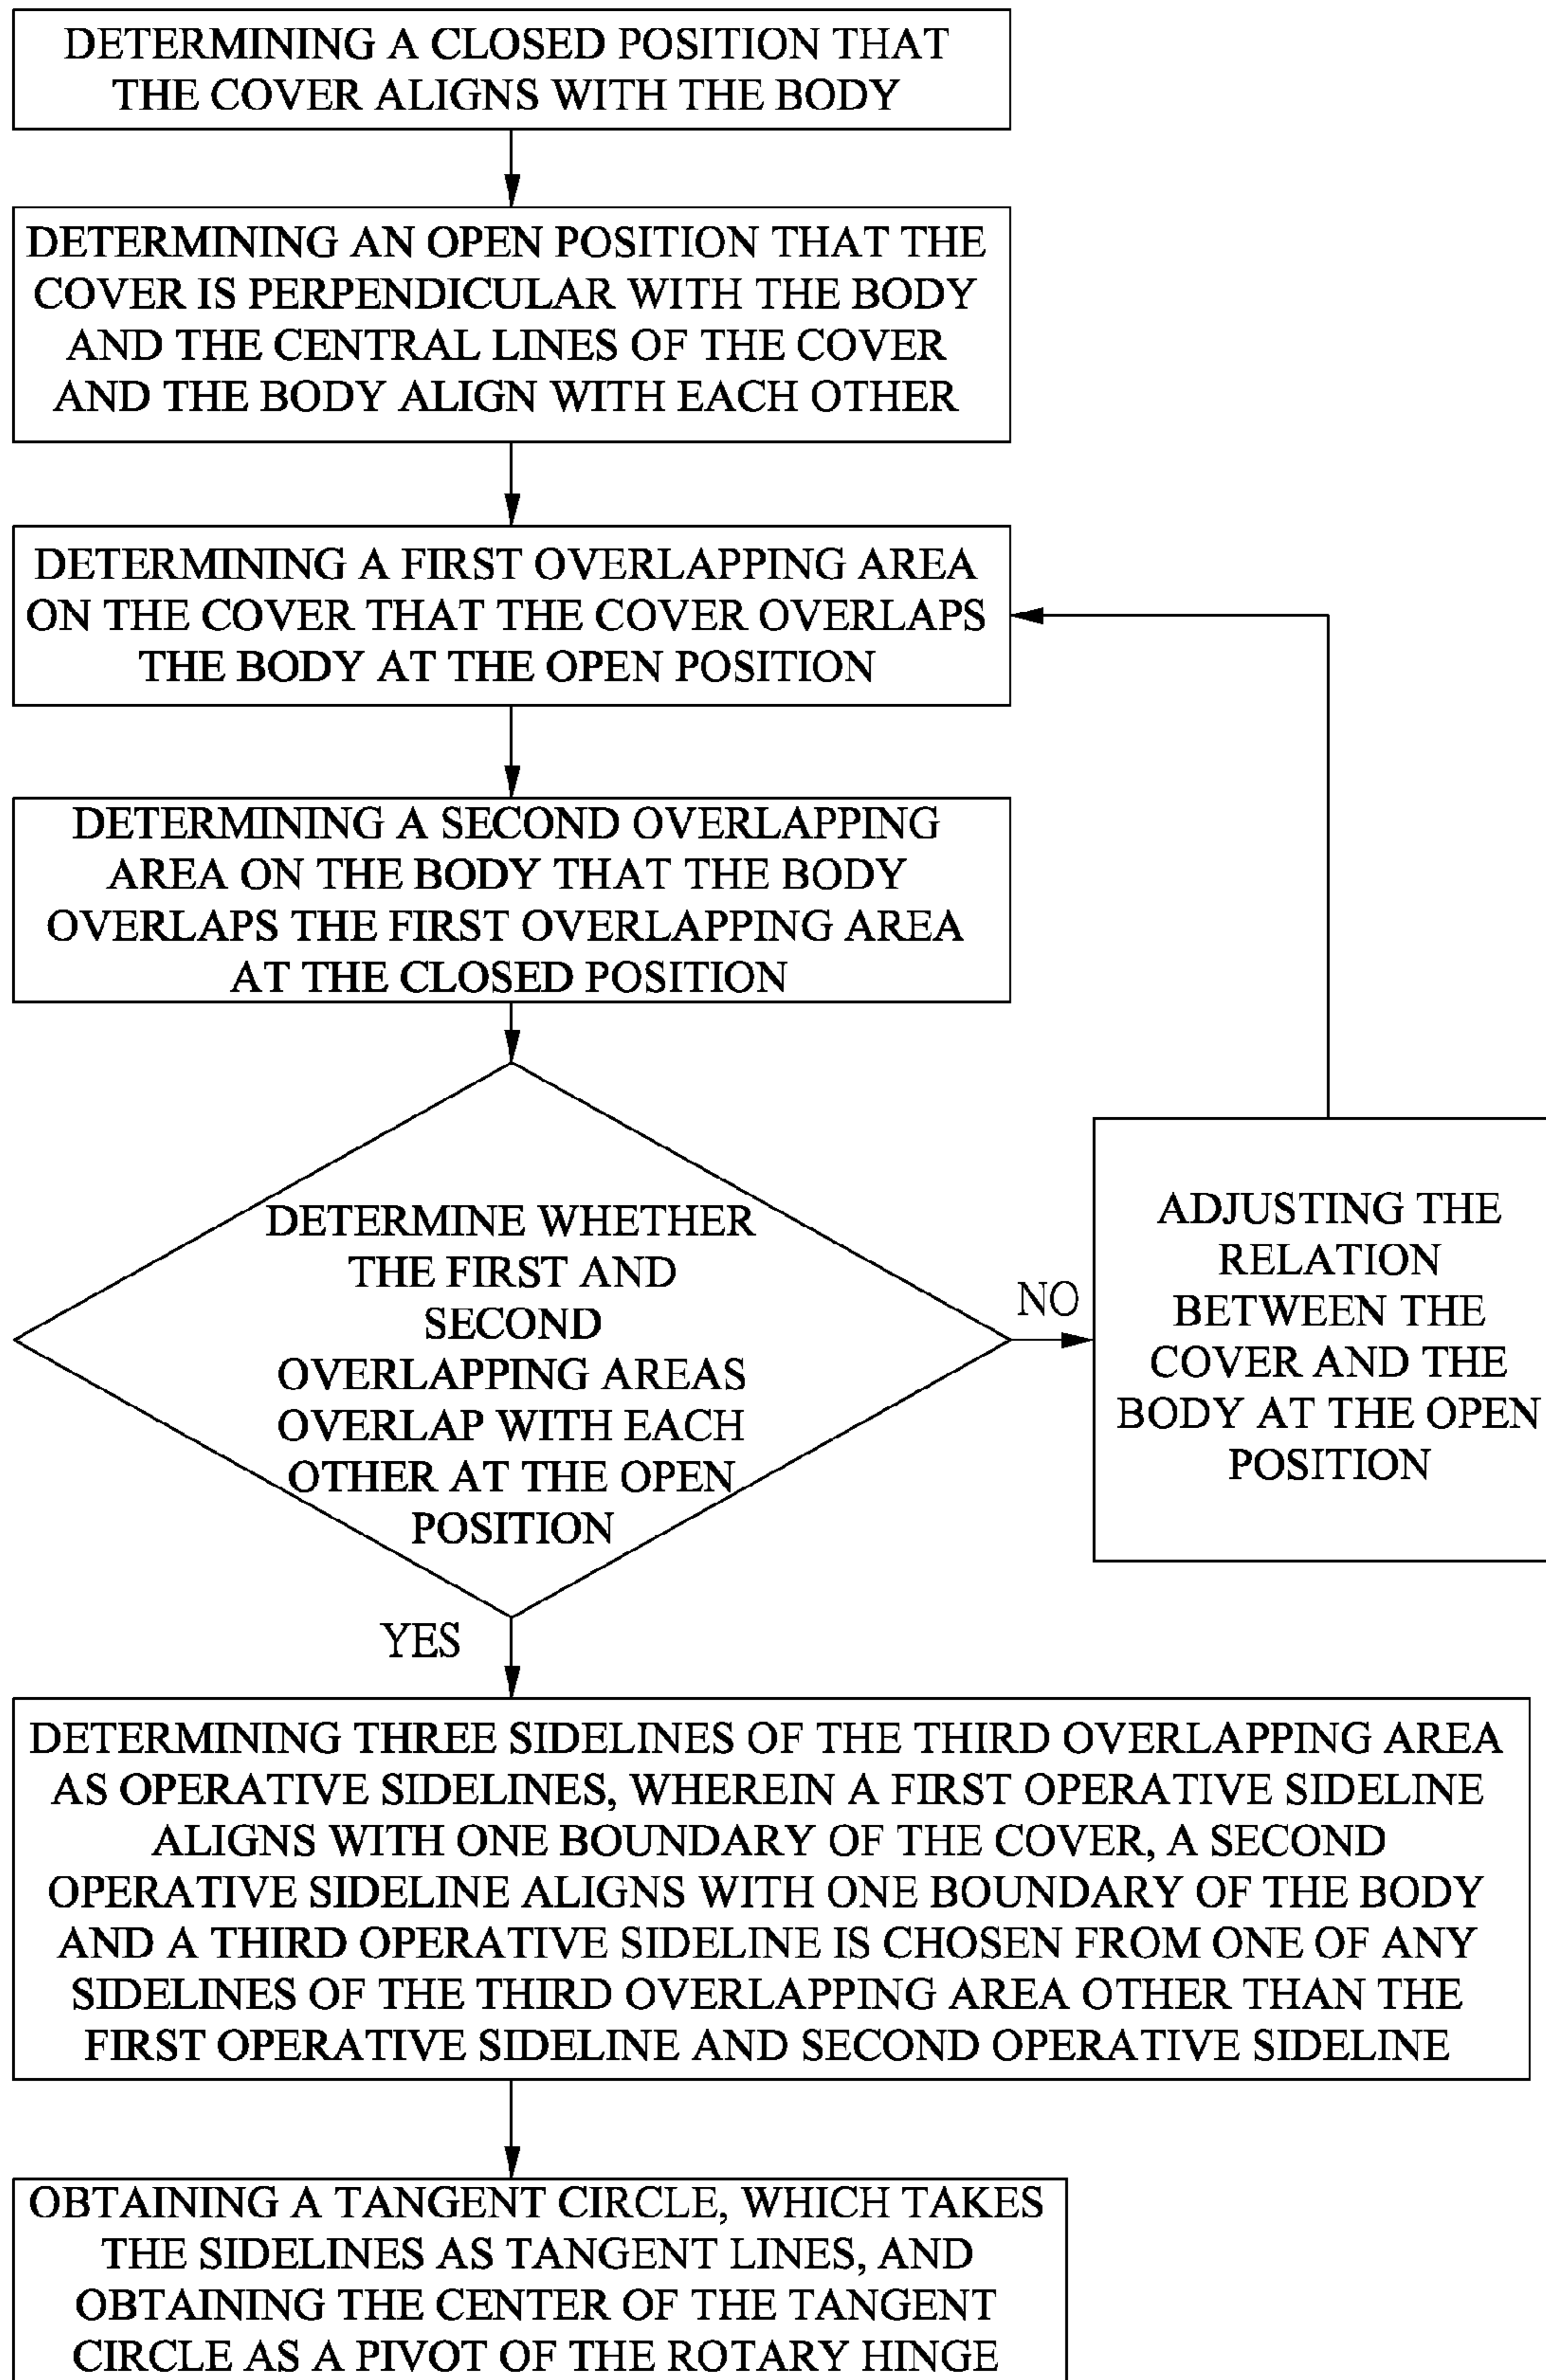 DETERMINING A CLOSED POSITION THAT
THE COVER ALIGNS WITH THE BODY
DETERMINING AN OPEN POSITION THAT THE
COVER IS PERPENDICULAR WITH THE BODY
AND THE CENTRAL LINES OF THE COVER
AND THE BODY ALIGN WITH EACH OTHER
DETERMINING A FIRST OVERLAPPING AREA
ON THE COVER THAT THE COVER OVERLAPS
THE BODY AT THE OPEN POSITION
DETERMINING A SECOND OVERLAPPING
AREA ON THE BODY THAT THE BODY
OVERLAPS THE FIRST OVERLAPPING AREA
AT THE CLOSED POSITION
DETERMINE WHETHER
THE FIRST AND
SECOND
OVERLAPPING AREAS
OVERLAP WITH EACH
OTHER AT THE OPEN
POSITION
NO
ADJUSTING THE
RELATION
BETWEEN THE
COVER AND THE
BODY AT THE OPEN
POSITION
YES
DETERMINING THREE SIDELINES OF THE THIRD OVERLAPPING AREA
AS OPERATIVE SIDELINES, WHEREIN A FIRST OPERATIVE SIDELINE
ALIGNS WITH ONE BOUNDARY OF THE COVER, A SECOND
OPERATIVE SIDELINE ALIGNS WITH ONE BOUNDARY OF THE BODY
AND A THIRD OPERATIVE SIDELINE IS CHOSEN FROM ONE OF ANY
SIDELINES OF THE THIRD OVERLAPPING AREA OTHER THAN THE
FIRST OPERATIVE SIDELINE AND SECOND OPERATIVE SIDELINE
OBTAINING A TANGENT CIRCLE, WHICH TAKES
THE SIDELINES AS TANGENT LINES, AND
OBTAINING THE CENTER OF THE TANGENT
CIRCLE AS A PIVOT OF THE ROTARY HINGE